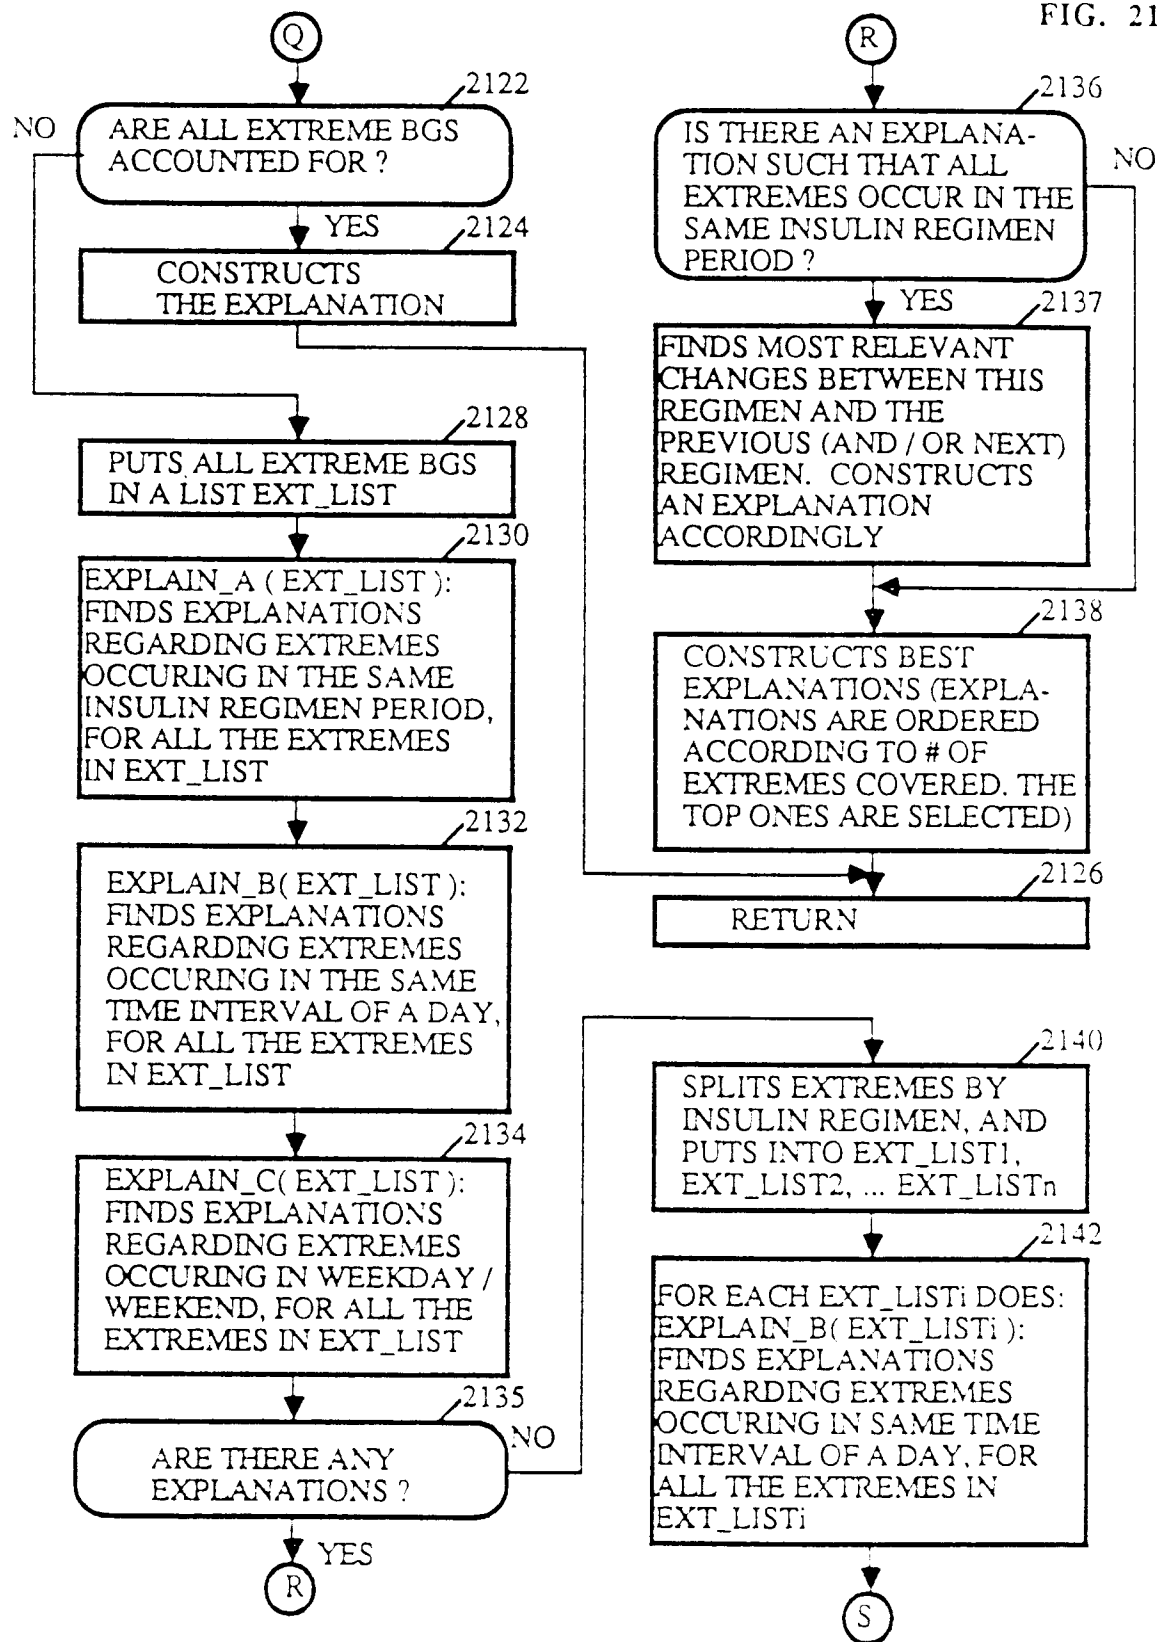 FIG. 21
Q
2122
NO
ARE ALL EXTREME BGS
ACCOUNTED FOR ?
YES
2124
CONSTRUCTS
THE EXPLANATION
2128
PUTS ALL EXTREME BGS
IN A LIST EXT_LIST
2130
EXPLAIN_A ( EXT_LIST ):
FINDS EXPLANATIONS
REGARDING EXTREMES
OCCURING IN THE SAME
INSULIN REGIMEN PERIOD,
FOR ALL THE EXTREMES
IN EXT_LIST
2132
EXPLAIN_B( EXT_LIST ):
FINDS EXPLANATIONS
REGARDING EXTREMES
OCCURING IN THE SAME
TIME INTERVAL OF A DAY,
FOR ALL THE EXTREMES
IN EXT_LIST
2134
EXPLAIN_C( EXT_LIST ):
FINDS EXPLANATIONS
REGARDING EXTREMES
OCCURING IN WEEKDAY /
WEEKEND, FOR ALL THE
EXTREMES IN EXT_LIST
2135
ARE THERE ANY
EXPLANATIONS ?
NO
YES
R
R
2136
IS THERE AN EXPLANA-
TION SUCH THAT ALL
EXTREMES OCCUR IN THE
SAME INSULIN REGIMEN
PERIOD ?
NO
YES
2137
FINDS MOST RELEVANT
CHANGES BETWEEN THIS
REGIMEN AND THE
PREVIOUS (AND / OR NEXT)
REGIMEN. CONSTRUCTS
AN EXPLANATION
ACCORDINGLY
2138
CONSTRUCTS BEST
EXPLANATIONS (EXPLA-
NATIONS ARE ORDERED
ACCORDING TO # OF
EXTREMES COVERED. THE
TOP ONES ARE SELECTED)
2126
RETURN
2140
SPLITS EXTREMES BY
INSULIN REGIMEN, AND
PUTS INTO EXT_LIST1,
EXT_LIST2, ... EXT_LISTn
2142
FOR EACH EXT_LISTi DOES:
EXPLAIN_B( EXT_LISTi ):
FINDS EXPLANATIONS
REGARDING EXTREMES
OCCURING IN SAME TIME
INTERVAL OF A DAY, FOR
ALL THE EXTREMES IN
EXT_LISTi
S